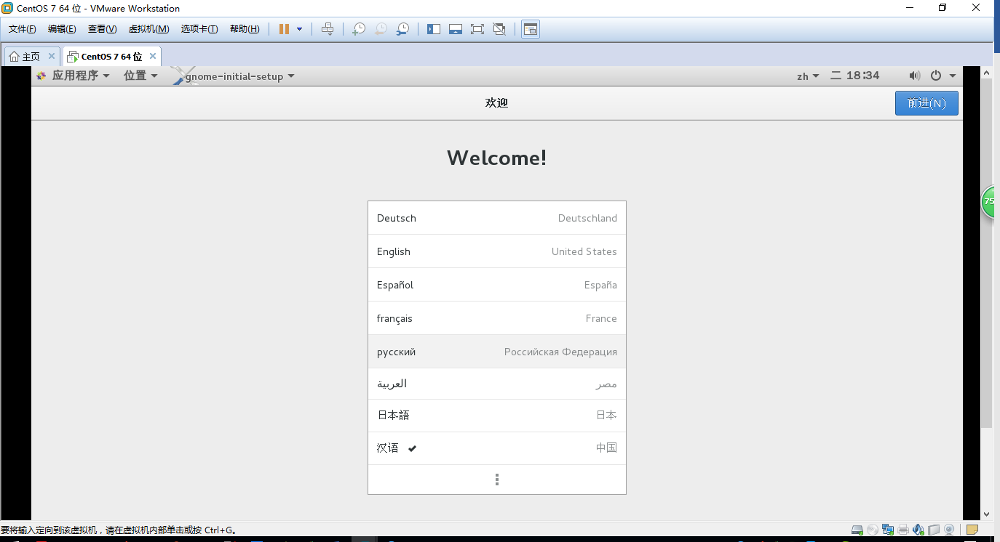 CentOS 7 64 位 - VMware Workstation
文件(F) 编辑(E) 查看(V) 虚拟机(M) 选项卡(T) 帮助(H)
主页 CentOS 7 64 位
应用程序 位置 gnome-initial-setup zh 二 18∶34
欢迎 前进(N)
Welcome!
75
Deutsch Deutschland
English United States
Español España
français France
русский Российская Федерация
العربية مصر
日本語 日本
汉语 中国
要将输入定向到该虚拟机，请在虚拟机内部单击或按 Ctrl+G。